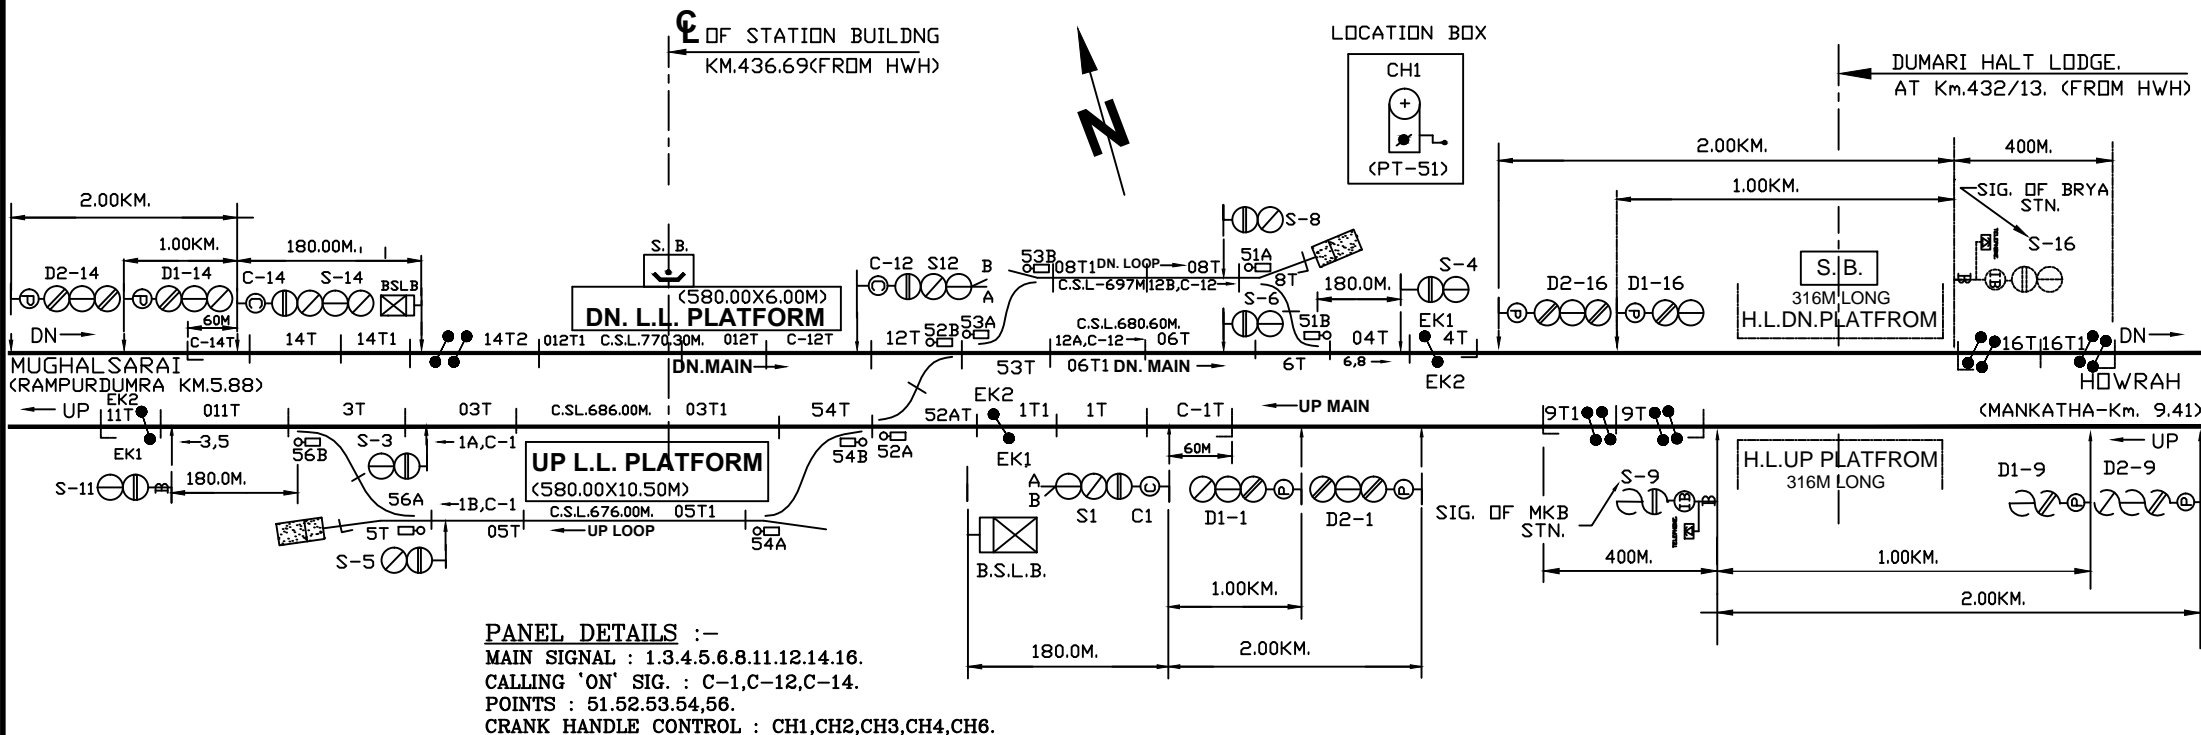 ℄ OF STATION BUILDNG
KM.436.69(FROM HWH)
LOCATION BOX
CH1
(PT-51)
N
DUMARI HALT LODGE.
AT Km.432/13. (FROM HWH)
2.00KM.
400M.
1.00KM.
SIG. OF BRYA
STN.
S-16
2.00KM.
1.00KM.
180.00M.
D2-14
D1-14
C-14
S-14
BSLB
P
P
C
60M
C-14T
14T
14T1
14T2
DN
S. B.
(580.00X6.00M)
DN. L.L. PLATFORM
012T1
C.S.L.770.30M.
012T
C-12T
C-12
S12
B
A
C
12T
52B
53A
53B
08T1
DN. LOOP
08T
C.S.L-697M
12B,C-12
51A
8T
S-8
S-6
180.0M.
S-4
C.S.L.680.60M.
12A,C-12
06T
51B
04T
EK1
4T
6T
6,8
EK2
53T
06T1
DN. MAIN
DN.MAIN
D2-16
D1-16
P
P
S.B.
316M LONG
H.L.DN.PLATFROM
B
IB
TELEPHONE
16T
16T1
DN
MUGHALSARAI
(RAMPURDUMRA KM.5.88)
UP
HOWRAH
(MANKATHA-Km. 9.41)
UP
EK2
11T
011T
3T
03T
C.SL.686.00M.
03T1
54T
52AT
EK2
1T1
1T
C-1T
UP MAIN
9T1
9T
EK1
3,5
56B
S-3
1A,C-1
54B
52A
EK1
60M
S-11
B
180.0M.
56A
1B,C-1
UP L.L. PLATFORM
(580.00X10.50M)
C.S.L.676.00M.
05T1
5T
05T
UP LOOP
54A
S-5
A
B
C
S1
C1
D1-1
P
D2-1
P
SIG. OF MKB
STN.
S-9
IB
B
TELEPHONE
H.L.UP PLATFROM
316M LONG
D1-9
D2-9
P
P
B.S.L.B.
400M.
1.00KM.
1.00KM.
2.00KM.
180.0M.
2.00KM.
PANEL DETAILS :-
MAIN SIGNAL : 1.3.4.5.6.8.11.12.14.16.
CALLING 'ON' SIG. : C-1,C-12,C-14.
POINTS : 51.52.53.54,56.
CRANK HANDLE CONTROL : CH1,CH2,CH3,CH4,CH6.